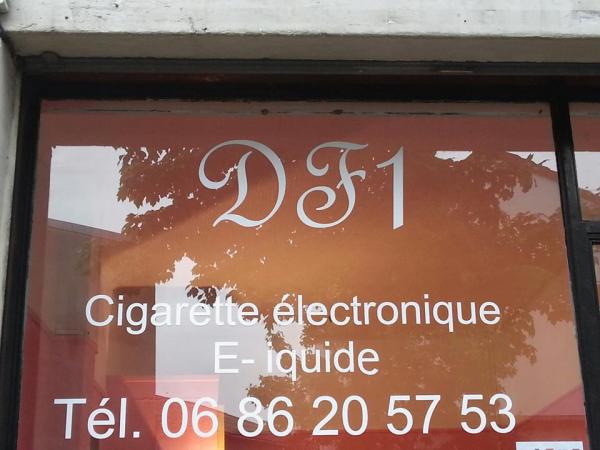 DF1
Cigarette électronique
E- iquide
Tél. 06 86 20 57 53